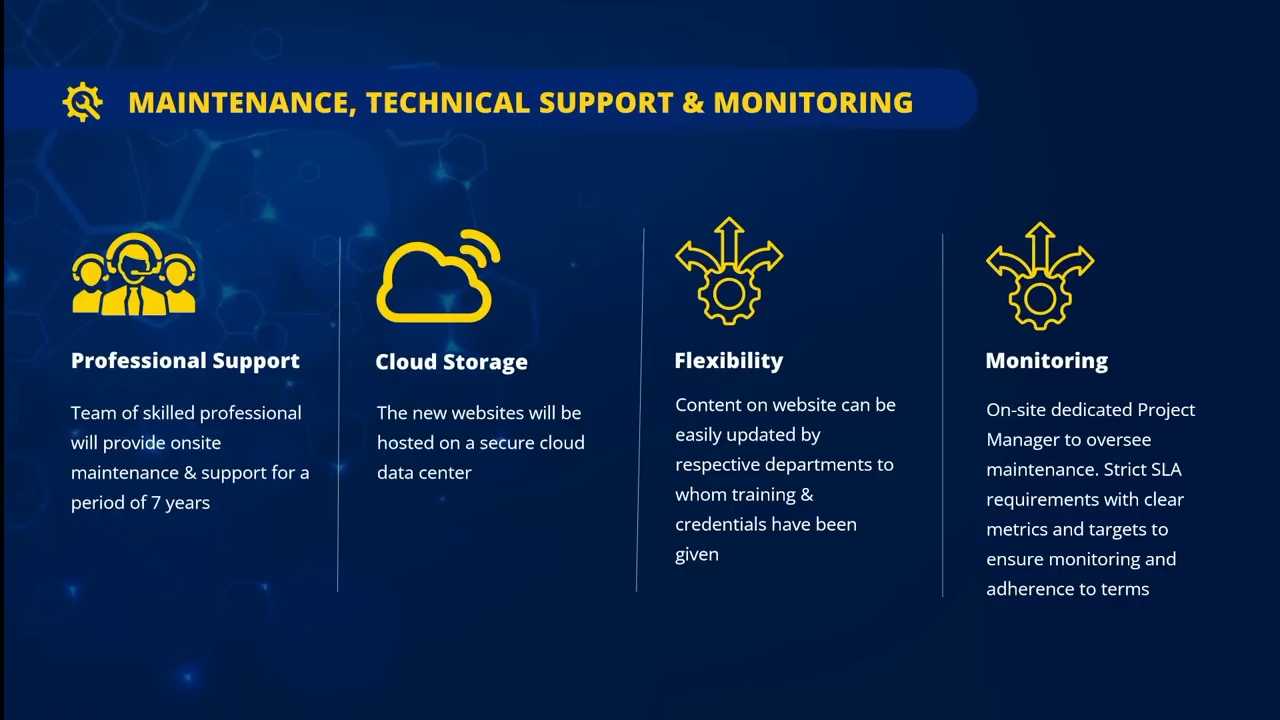 MAINTENANCE, TECHNICAL SUPPORT & MONITORING
Professional Support
Team of skilled professional
will provide onsite
maintenance & support for a
period of 7 years
Cloud Storage
The new websites will be
hosted on a secure cloud
data center
Flexibility
Content on website can be
easily updated by
respective departments to
whom training &
credentials have been
given
Monitoring
On-site dedicated Project
Manager to oversee
maintenance. Strict SLA
requirements with clear
metrics and targets to
ensure monitoring and
adherence to terms